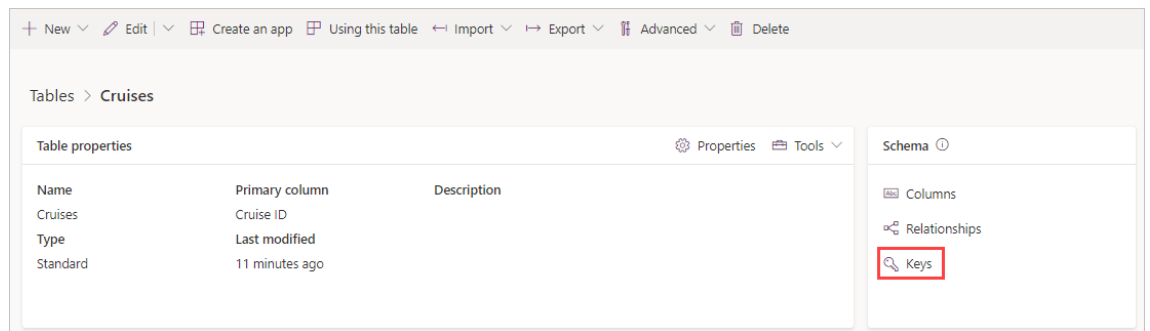 New Edit Create an app Using this table Import Export Advanced Delete
Tables > Cruises
Table properties Properties Tools Schema
Name Primary column Description
Cruises Cruise ID
Type Last modified
Standard 11 minutes ago
Abc Columns
Relationships
Keys